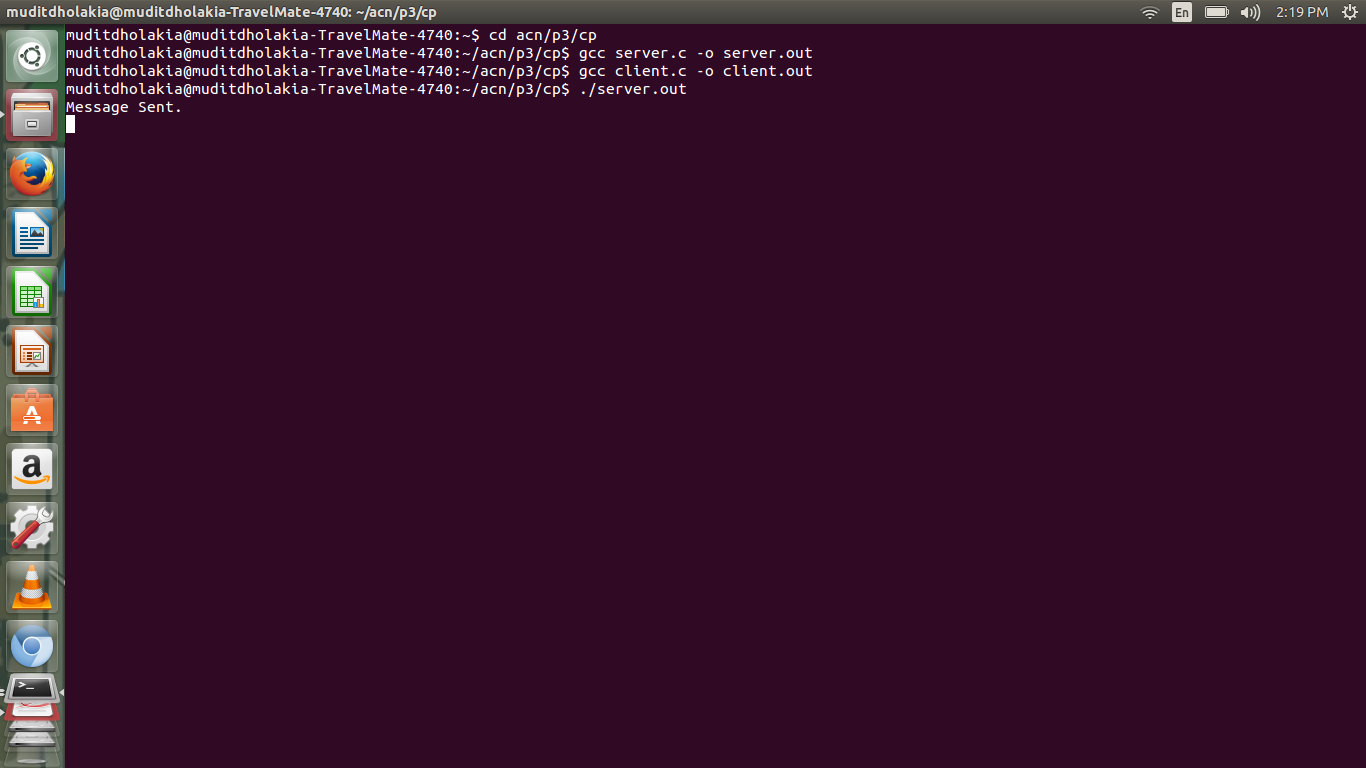 muditdholakia@muditdholakia-TravelMate-4740: ~/acn/p3/cp
En
2:19 PM
muditdholakia@muditdholakia-TravelMate-4740:~$ cd acn/p3/cp
muditdholakia@muditdholakia-TravelMate-4740:~/acn/p3/cp$ gcc server.c -o server.out
muditdholakia@muditdholakia-TravelMate-4740:~/acn/p3/cp$ gcc client.c -o client.out
muditdholakia@muditdholakia-TravelMate-4740:~/acn/p3/cp$ ./server.out
Message Sent.
A
a
>_